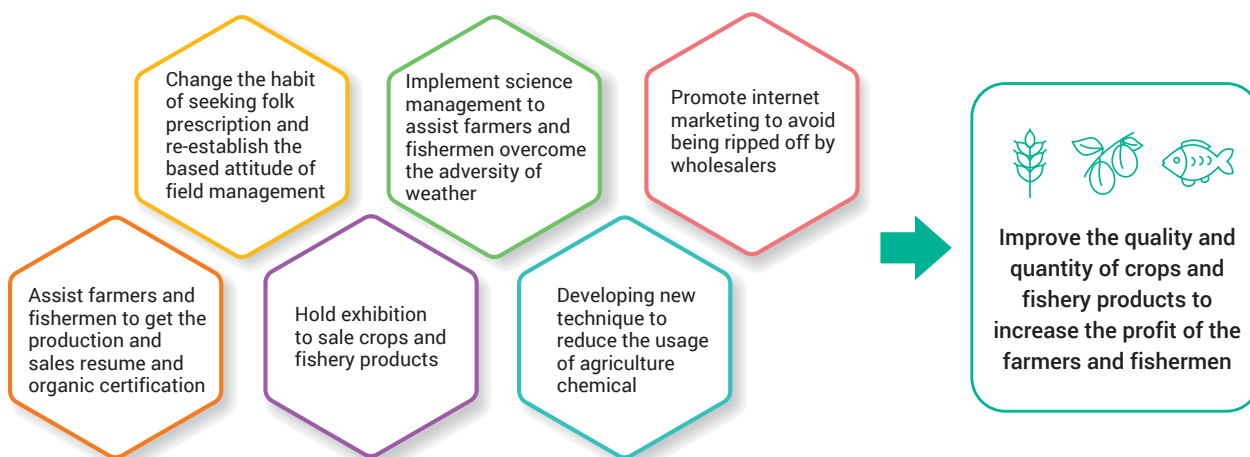 Change the habit
of seeking folk
prescription and
re-establish the
based attitude of
field management
Implement science
management to
assist farmers and
fishermen overcome
the adversity of
weather
Promote internet
marketing to avoid
being ripped off by
wholesalers
Assist farmers and
fishermen to get the
production and
sales resume and
organic certification
Hold exhibition
to sale crops and
fishery products
Developing new
technique to
reduce the usage
of agriculture
chemical
Improve the quality and
quantity of crops and
fishery products to
increase the profit of the
farmers and fishermen